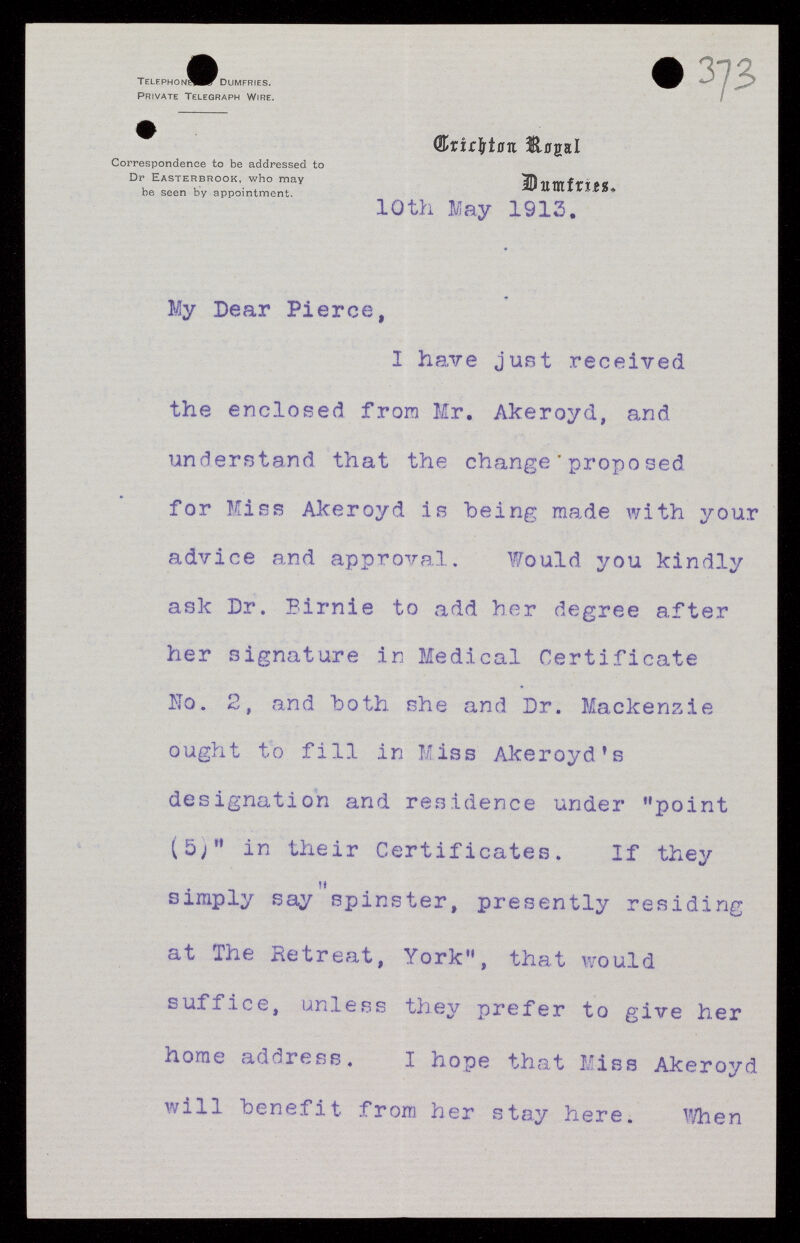 TELEPHONE DUMFRIES.
PRIVATE TELEGRAPH WIRE.
373
Correspondence to be addressed to
Dr EASTERBROOK, who may
be seen by appointment.
Crichton Royal
Dumfries.
10th May 1913.
My Dear Pierce,
I have just received
the enclosed from Mr. Akeroyd, and
understand that the change proposed
for Miss Akeroyd is being made with your
advice and approval. Would you kindly
ask Dr. Birnie to add her degree after
her signature in Medical Certificate
No. 2, and both she and Dr. Mackenzie
ought to fill in Miss Akeroyd's
designation and residence under "point
(5)" in their Certificates. If they
simply say "spinster, presently residing
at The Retreat, York", that would
suffice, unless they prefer to give her
home address. I hope that Miss Akeroyd
will benefit from her stay here. When